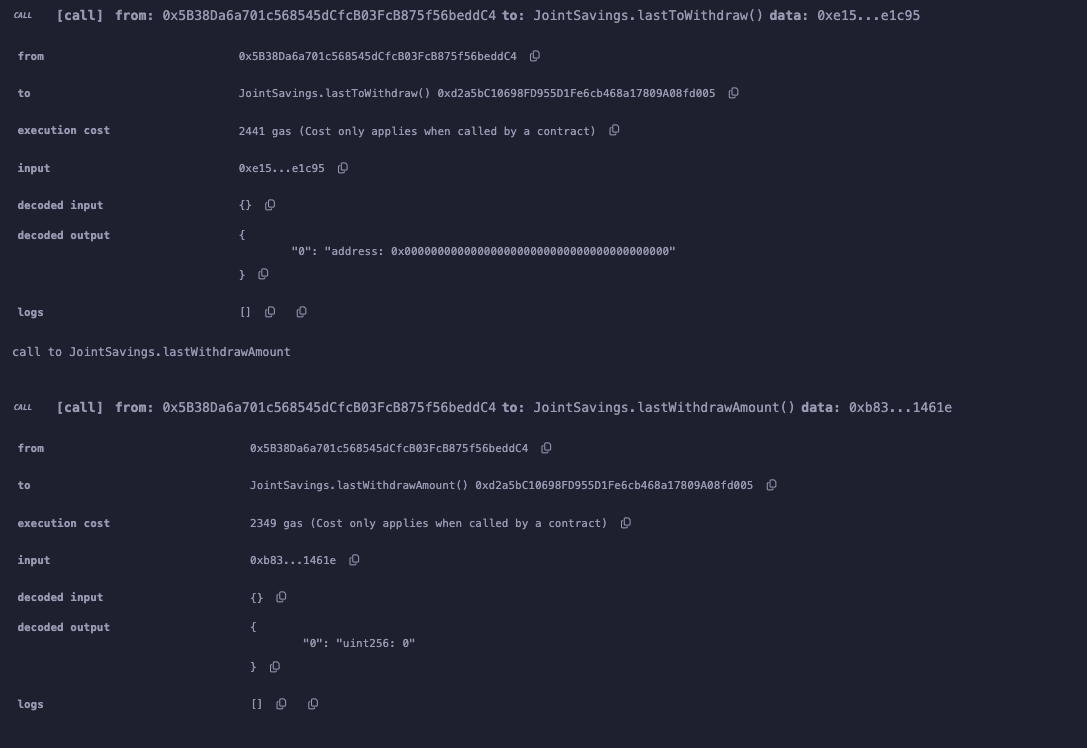 CALL [call] from: 0x5B38Da6a701c568545dCfcB03FcB875f56beddC4 to: JointSavings.lastToWithdraw() data: 0xe15...e1c95
from 0x5B38Da6a701c568545dCfcB03FcB875f56beddC4
to JointSavings.lastToWithdraw() 0xd2a5bC10698FD955D1Fe6cb468a17809A08fd005
execution cost 2441 gas (Cost only applies when called by a contract)
input 0xe15...e1c95
decoded input {}
decoded output {
"0": "address: 0x0000000000000000000000000000000000000000"
}
logs []
call to JointSavings.lastWithdrawAmount
CALL [call] from: 0x5B38Da6a701c568545dCfcB03FcB875f56beddC4 to: JointSavings.lastWithdrawAmount() data: 0xb83...1461e
from 0x5B38Da6a701c568545dCfcB03FcB875f56beddC4
to JointSavings.lastWithdrawAmount() 0xd2a5bC10698FD955D1Fe6cb468a17809A08fd005
execution cost 2349 gas (Cost only applies when called by a contract)
input 0xb83...1461e
decoded input {}
decoded output {
"0": "uint256: 0"
}
logs []